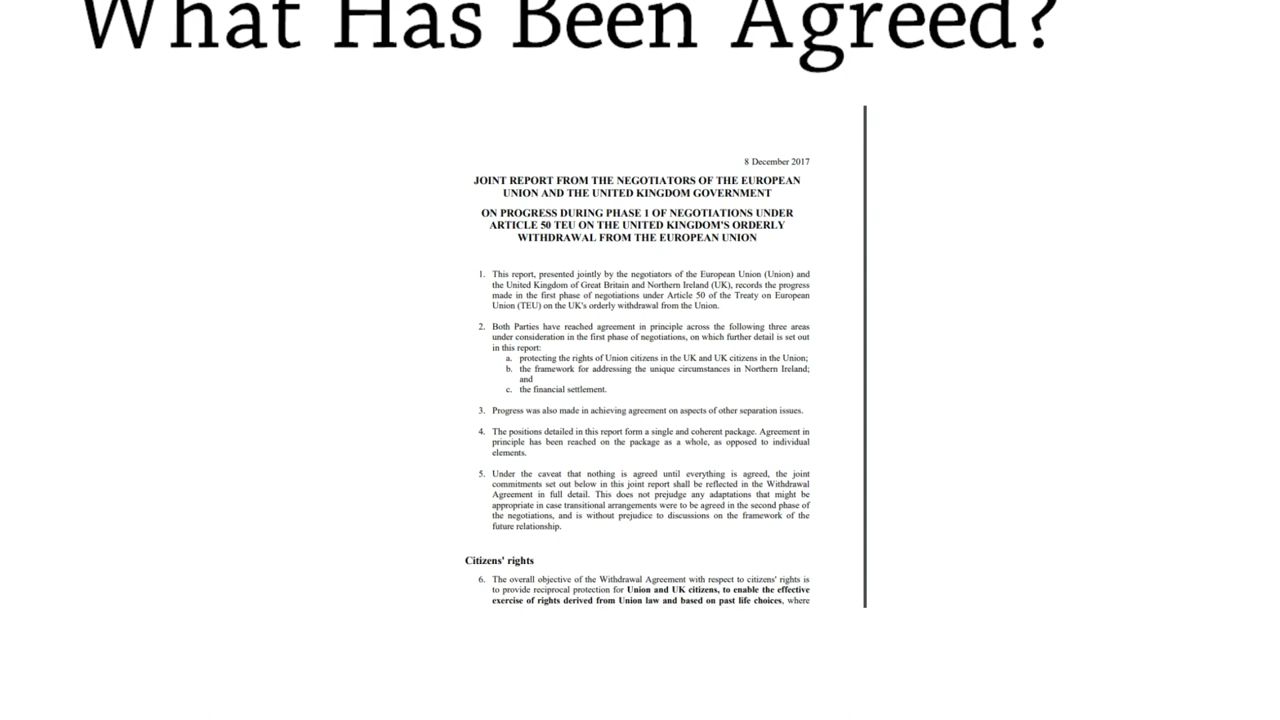 What Has Been Agreed?
8 December 2017
JOINT REPORT FROM THE NEGOTIATORS OF THE EUROPEAN
UNION AND THE UNITED KINGDOM GOVERNMENT
ON PROGRESS DURING PHASE 1 OF NEGOTIATIONS UNDER
ARTICLE 50 TEU ON THE UNITED KINGDOM'S ORDERLY
WITHDRAWAL FROM THE EUROPEAN UNION
1. This report, presented jointly by the negotiators of the European Union (Union) and
the United Kingdom of Great Britain and Northern Ireland (UK), records the progress
made in the first phase of negotiations under Article 50 of the Treaty on European
Union (TEU) on the UK's orderly withdrawal from the Union.
2. Both Parties have reached agreement in principle across the following three areas
under consideration in the first phase of negotiations, on which further detail is set out
in this report:
a. protecting the rights of Union citizens in the UK and UK citizens in the Union;
b. the framework for addressing the unique circumstances in Northern Ireland;
and
c. the financial settlement.
3. Progress was also made in achieving agreement on aspects of other separation issues.
4. The positions detailed in this report form a single and coherent package. Agreement in
principle has been reached on the package as a whole, as opposed to individual
elements.
5. Under the caveat that nothing is agreed until everything is agreed, the joint
commitments set out below in this joint report shall be reflected in the Withdrawal
Agreement in full detail. This does not prejudge any adaptations that might be
appropriate in case transitional arrangements were to be agreed in the second phase of
the negotiations, and is without prejudice to discussions on the framework of the
future relationship.
Citizens' rights
6. The overall objective of the Withdrawal Agreement with respect to citizens' rights is
to provide reciprocal protection for Union and UK citizens, to enable the effective
exercise of rights derived from Union law and based on past life choices, where